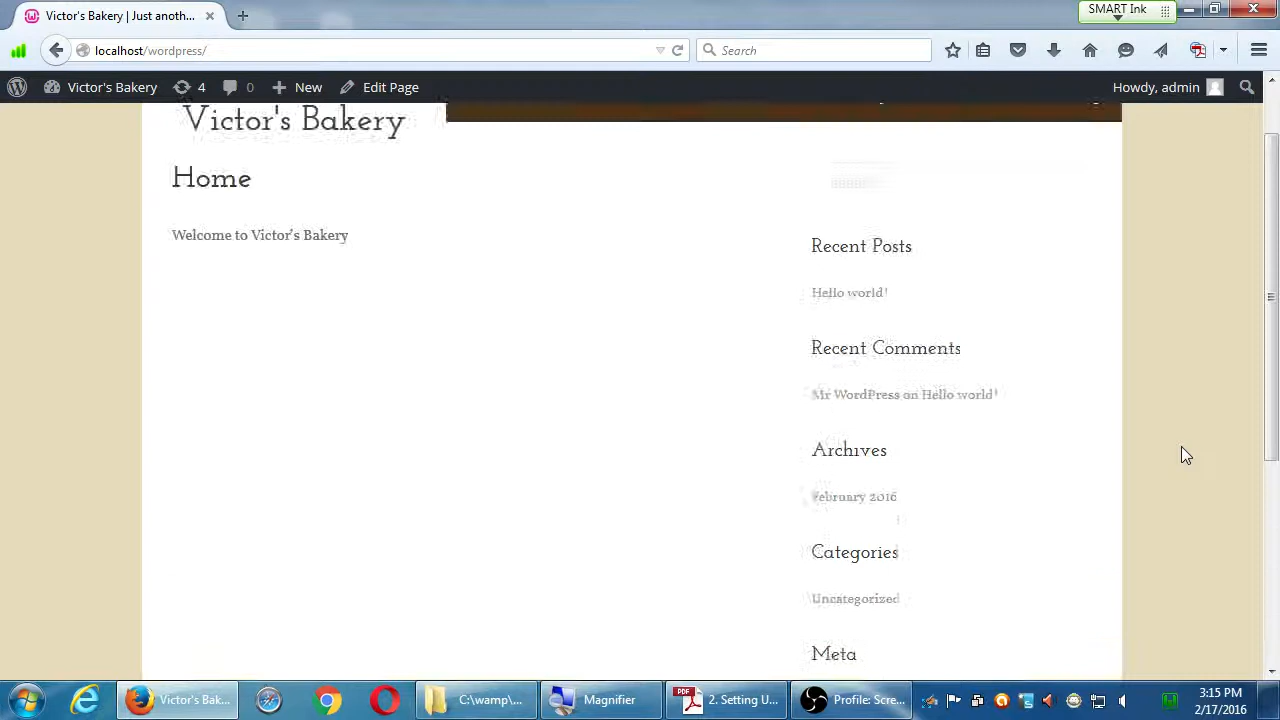 Victor's Bakery | Just anoth...
SMART Ink
localhost/wordpress/
Search
Victor's Bakery
4
0
New
Edit Page
Howdy, admin
Victor's Bakery
Home
Welcome to Victor's Bakery
Recent Posts
Hello world!
Recent Comments
Mr WordPress on Hello world!
Archives
February 2016
Categories
Uncategorized
Meta
Victor's Bak...
C:\wamp\...
Magnifier
PDF
2. Setting U...
Profile: Scre...
3:15 PM
2/17/2016